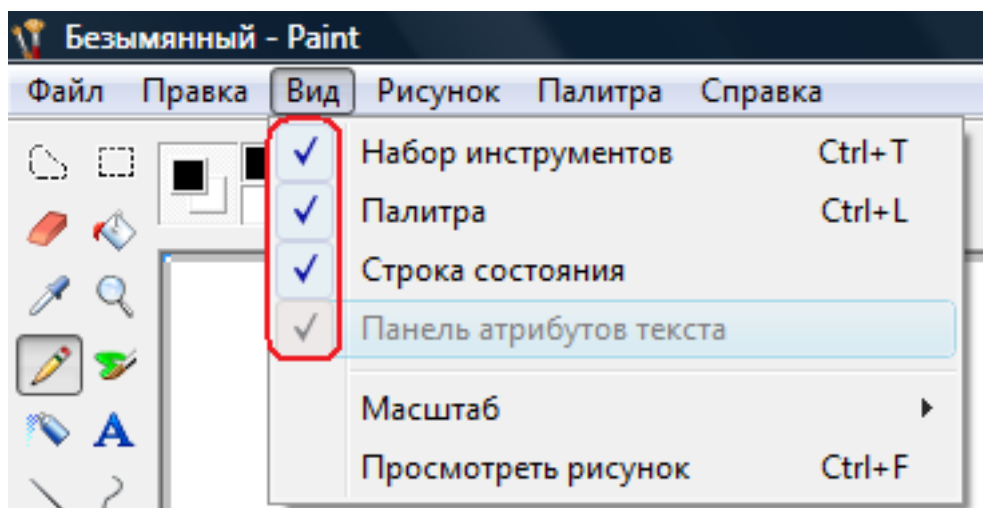 Безымянный - Paint
Файл Правка Вид Рисунок Палитра Справка
Набор инструментов Ctrl+T
Палитра Ctrl+L
Строка состояния
Панель атрибутов текста
Масштаб
Просмотреть рисунок Ctrl+F
A